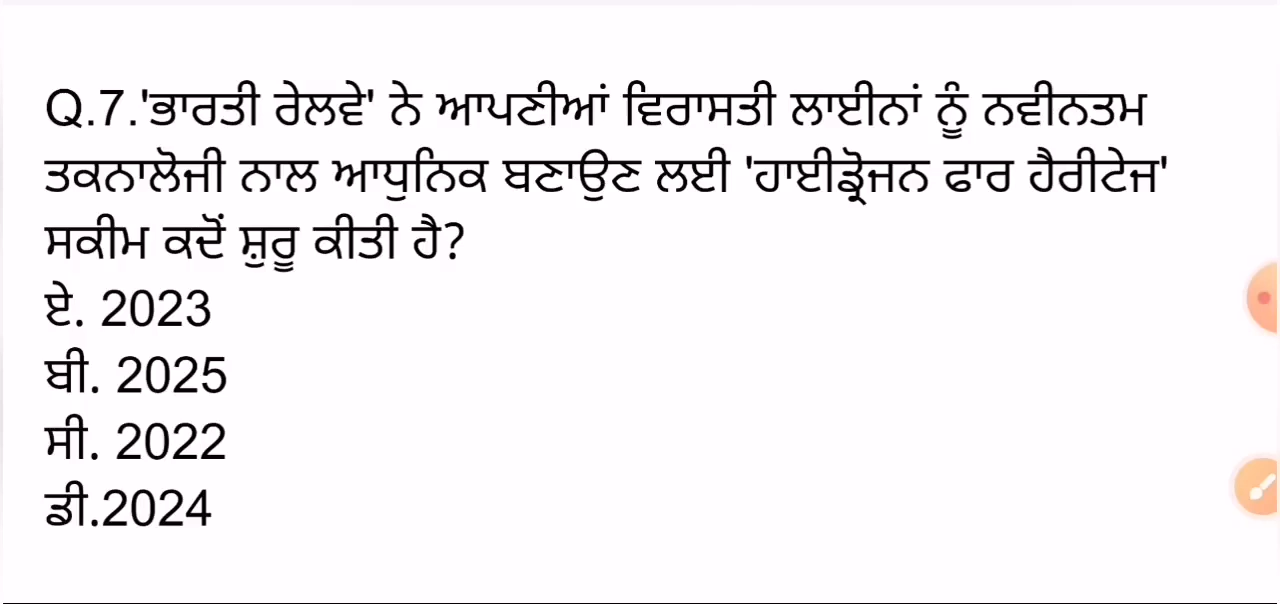 Q.7.'ਭਾਰਤੀ ਰੇਲਵੇ' ਨੇ ਆਪਣੀਆਂ ਵਿਰਾਸਤੀ ਲਾਈਨਾਂ ਨੂੰ ਨਵੀਨਤਮ
ਤਕਨਾਲੋਜੀ ਨਾਲ ਆਧੁਨਿਕ ਬਣਾਉਣ ਲਈ 'ਹਾਈਡ੍ਰੋਜਨ ਫਾਰ ਹੈਰੀਟੇਜ'
ਸਕੀਮ ਕਦੋਂ ਸ਼ੁਰੂ ਕੀਤੀ ਹੈ?
ਏ. 2023
ਬੀ. 2025
ਸੀ. 2022
ਡੀ.2024